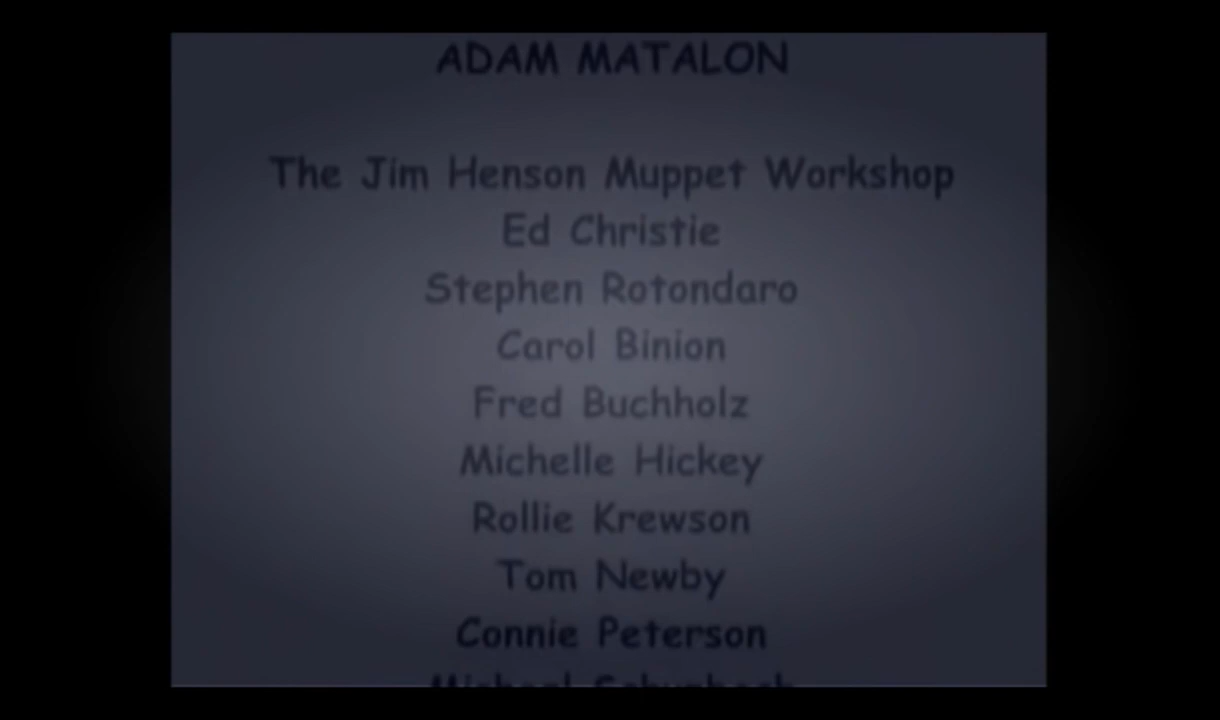 ADAM MATALON
The Jim Henson Muppet Workshop
Ed Christie
Stephen Rotondaro
Carol Binion
Fred Buchholz
Michelle Hickey
Rollie Krewson
Tom Newby
Connie Peterson